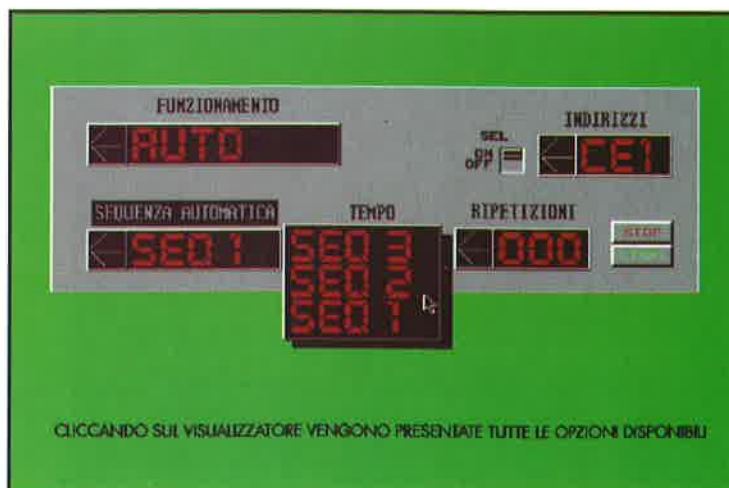 FUNZIONAMENTO
AUTO
SEL
ON
OFF
INDIRIZZI
CE1
SEQUENZA AUTOMATICA
SEQ 1
TEMPO
SEQ 3
SEQ 2
SEQ 1
RIPETIZIONI
000
STOP
CLICCANDO SUL VISUALIZZATORE VENGONO PRESENTATE TUTTE LE OPZIONI DISPONIBILI